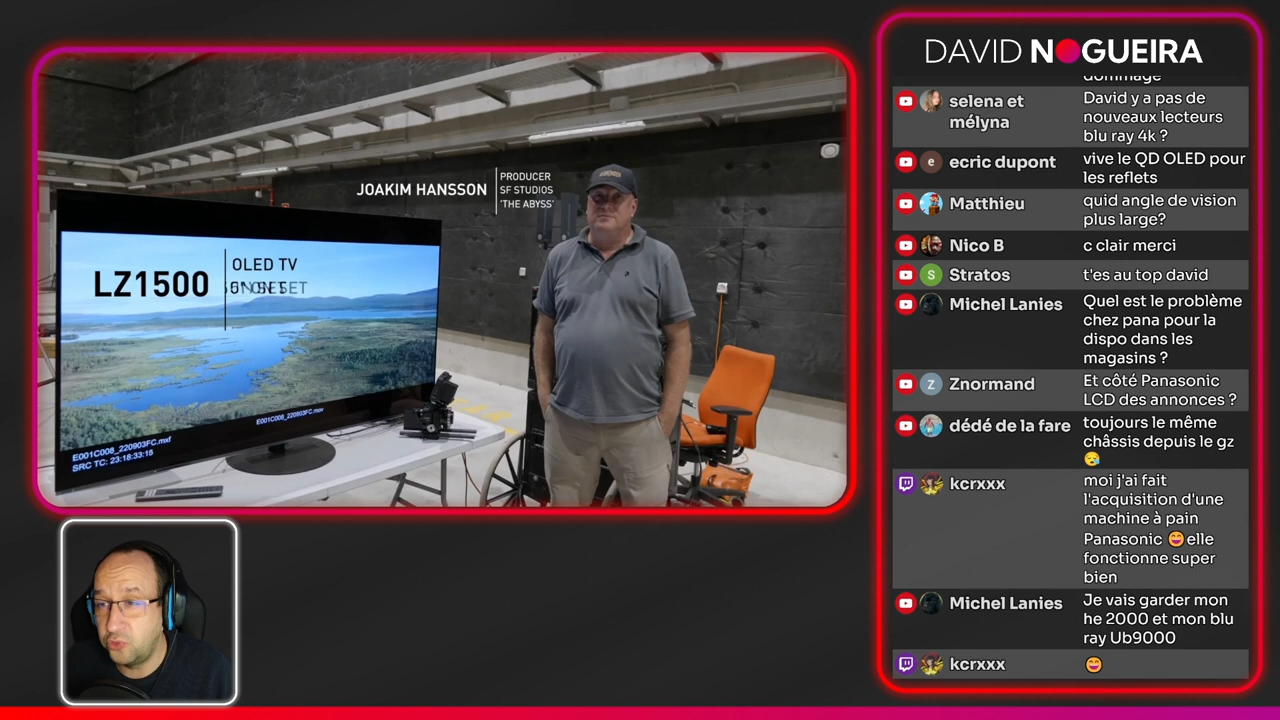 DAVID NOGUEIRA
JOAKIM HANSSON
PRODUCER
SF STUDIOS
'THE ABYSS'
LZ1500
OLED TV
E001C008_220903FC.mxf
SRC TC: 23:18:33:15
E001C008_220903FC.mov
dommage
selena et
mélyna
David y a pas de
nouveaux lecteurs
blu ray 4k ?
e
ecric dupont
vive le QD OLED pour
les reflets
Matthieu
quid angle de vision
plus large?
Nico B
c clair merci
S
Stratos
t'es au top david
Michel Lanies
Quel est le problème
chez pana pour la
dispo dans les
magasins ?
Z
Znormand
Et côté Panasonic
LCD des annonces ?
dédé de la fare
toujours le même
châssis depuis le gz
😪
kcrxxx
moi j'ai fait
l'acquisition d'une
machine à pain
Panasonic 😄elle
fonctionne super
bien
Michel Lanies
Je vais garder mon
he 2000 et mon blu
ray Ub9000
kcrxxx
😄